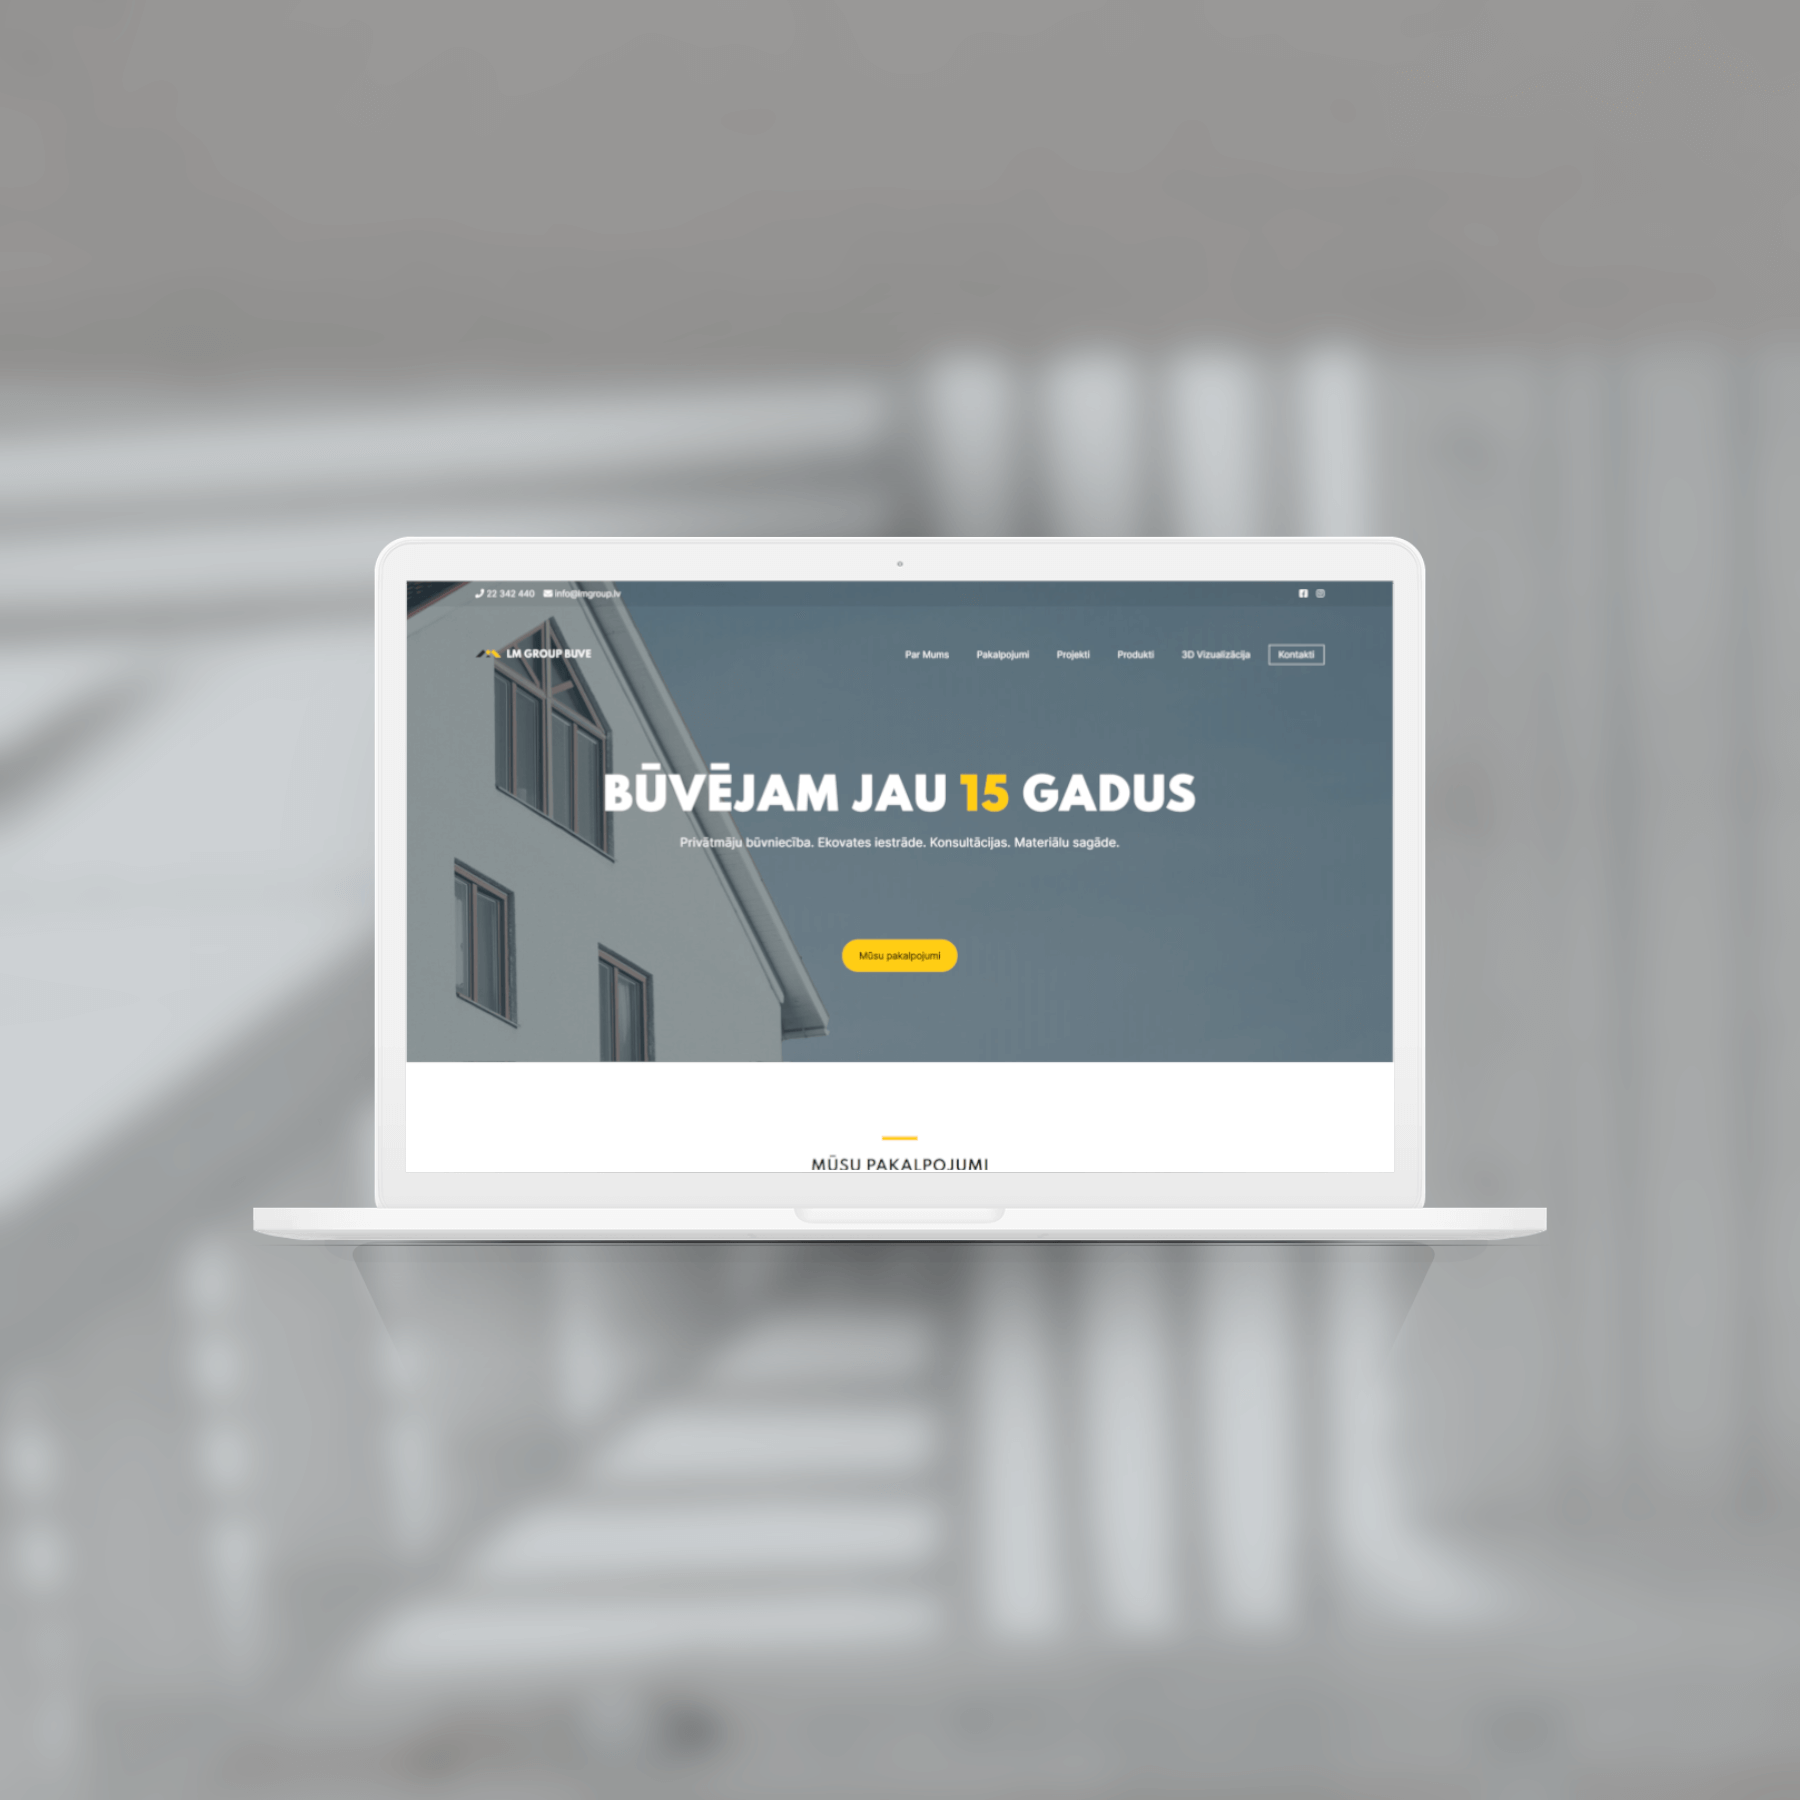 22 342 440 info@lmgroup.lv
LM GROUP BUVE
Par Mums Pakalpojumi Projekti Produkti 3D Vizualizācija Kontakti
BŪVĒJAM JAU 15 GADUS
Privātmāju būvniecība. Ekovates iestrāde. Konsultācijas. Materiālu sagāde.
Mūsu pakalpojumi
MŪSU PAKALPOJUMI